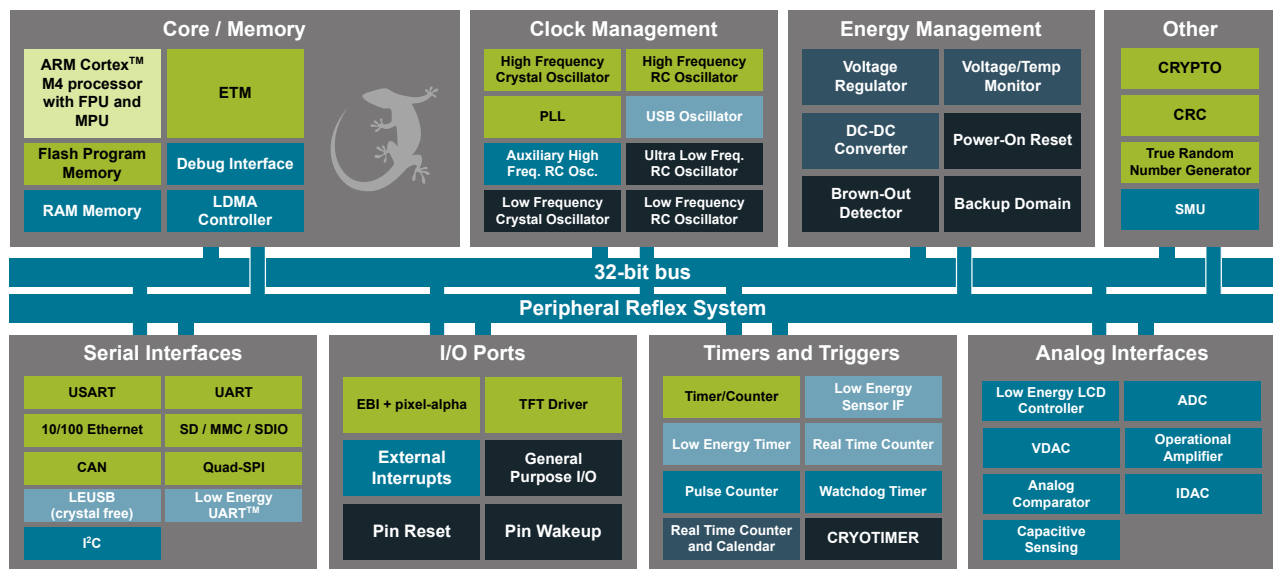 Core / Memory
ARM Cortex™
M4 processor
with FPU and
MPU
ETM
Flash Program
Memory
Debug Interface
RAM Memory
LDMA
Controller
Clock Management
High Frequency
Crystal Oscillator
High Frequency
RC Oscillator
PLL
USB Oscillator
Auxiliary High
Freq. RC Osc.
Ultra Low Freq.
RC Oscillator
Low Frequency
Crystal Oscillator
Low Frequency
RC Oscillator
Energy Management
Voltage
Regulator
Voltage/Temp
Monitor
DC-DC
Converter
Power-On Reset
Brown-Out
Detector
Backup Domain
Other
CRYPTO
CRC
True Random
Number Generator
SMU
32-bit bus
Peripheral Reflex System
Serial Interfaces
USART
UART
10/100 Ethernet
SD / MMC / SDIO
CAN
Quad-SPI
LEUSB
(crystal free)
Low Energy
UART™
I²C
I/O Ports
EBI + pixel-alpha
TFT Driver
External
Interrupts
General
Purpose I/O
Pin Reset
Pin Wakeup
Timers and Triggers
Timer/Counter
Low Energy
Sensor IF
Low Energy Timer
Real Time Counter
Pulse Counter
Watchdog Timer
Real Time Counter
and Calendar
CRYOTIMER
Analog Interfaces
Low Energy LCD
Controller
ADC
VDAC
Operational
Amplifier
Analog
Comparator
IDAC
Capacitive
Sensing